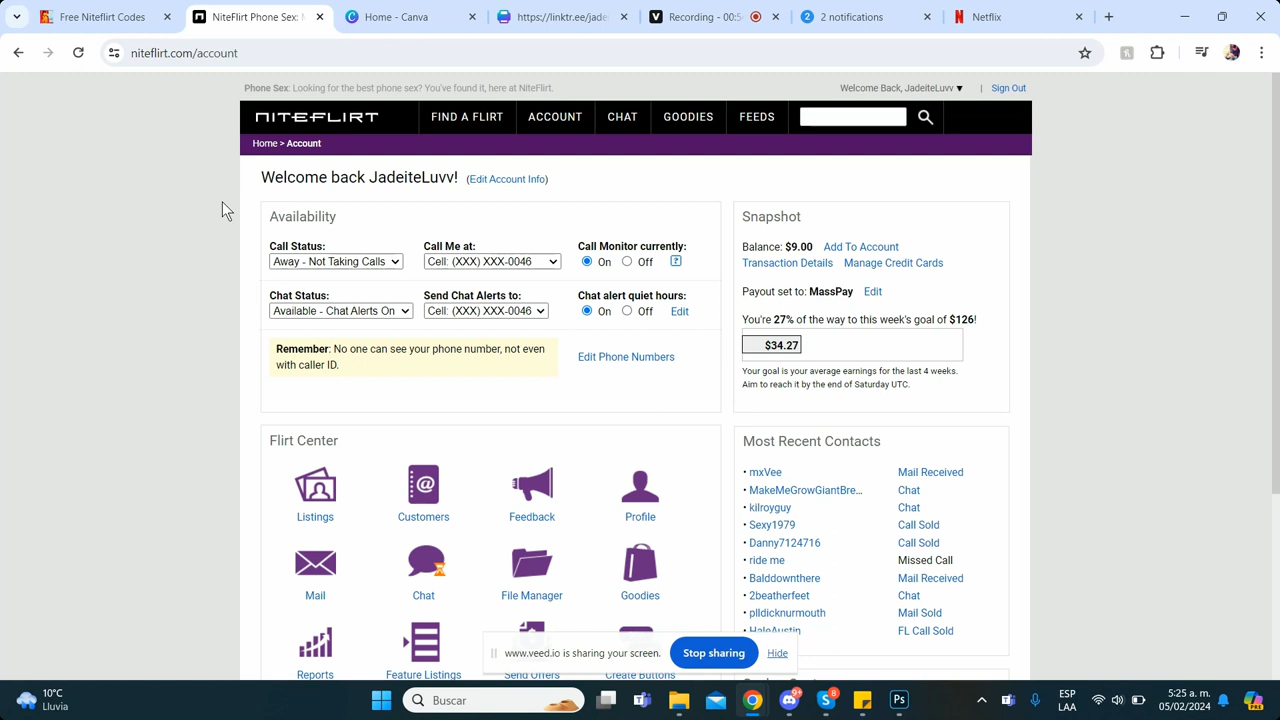 Free Niteflirt Codes
NiteFlirt Phone Sex: M
Home - Canva
https://linktr.ee/jade
Recording - 00:5
2 notifications
Netflix
niteflirt.com/account
Phone Sex: Looking for the best phone sex? You've found it, here at NiteFlirt.
Welcome Back, JadeiteLuvv ▼ | Sign Out
NITEFLIRT
FIND A FLIRT
ACCOUNT
CHAT
GOODIES
FEEDS
Home > Account
Welcome back JadeiteLuvv! (Edit Account Info)
Availability
Call Status: Call Me at: Call Monitor currently:
Away - Not Taking Calls Cell: (XXX) XXX-0046 On Off ?
Chat Status: Send Chat Alerts to: Chat alert quiet hours:
Available - Chat Alerts On Cell: (XXX) XXX-0046 On Off Edit
Remember: No one can see your phone number, not even
with caller ID.
Edit Phone Numbers
Snapshot
Balance: $9.00 Add To Account
Transaction Details Manage Credit Cards
Payout set to: MassPay Edit
You're 27% of the way to this week's goal of $126!
$34.27
Your goal is your average earnings for the last 4 weeks.
Aim to reach it by the end of Saturday UTC.
Flirt Center
Listings Customers Feedback Profile
Mail Chat File Manager Goodies
Reports Feature Listings Send Offers Create Buttons
Most Recent Contacts
• mxVee Mail Received
• MakeMeGrowGiantBre... Chat
• kilroyguy Chat
• Sexy1979 Call Sold
• Danny7124716 Call Sold
• ride me Missed Call
• Balddownthere Mail Received
• 2beatherfeet Chat
• plldicknurmouth Mail Sold
• HaleAustin FL Call Sold
www.veed.io is sharing your screen. Stop sharing Hide
10°C
Lluvia
Buscar
9+
8
ESP
LAA
5:25 a. m.
05/02/2024